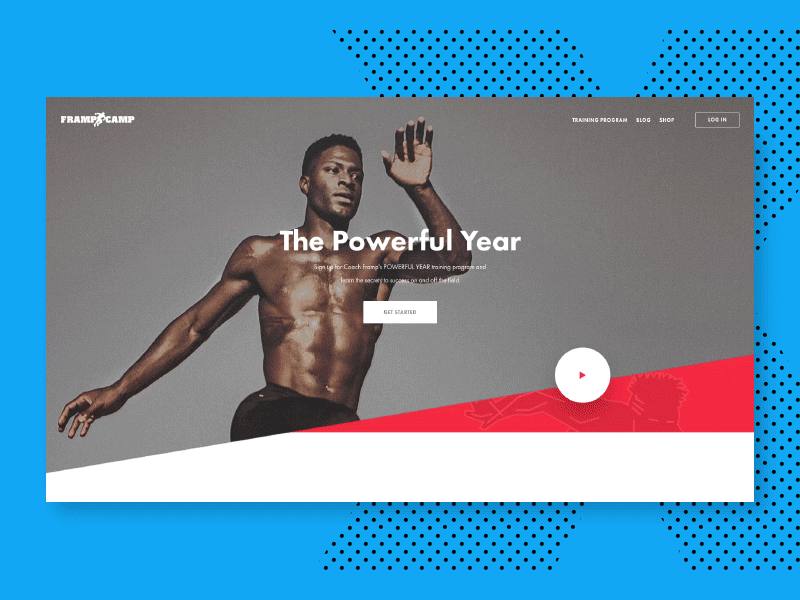 FRAMP CAMP
TRAINING PROGRAM BLOG SHOP LOG IN
The Powerful Year
Sign up for Coach Framp's POWERFUL YEAR training program and
learn the secrets to success on and off the field.
GET STARTED